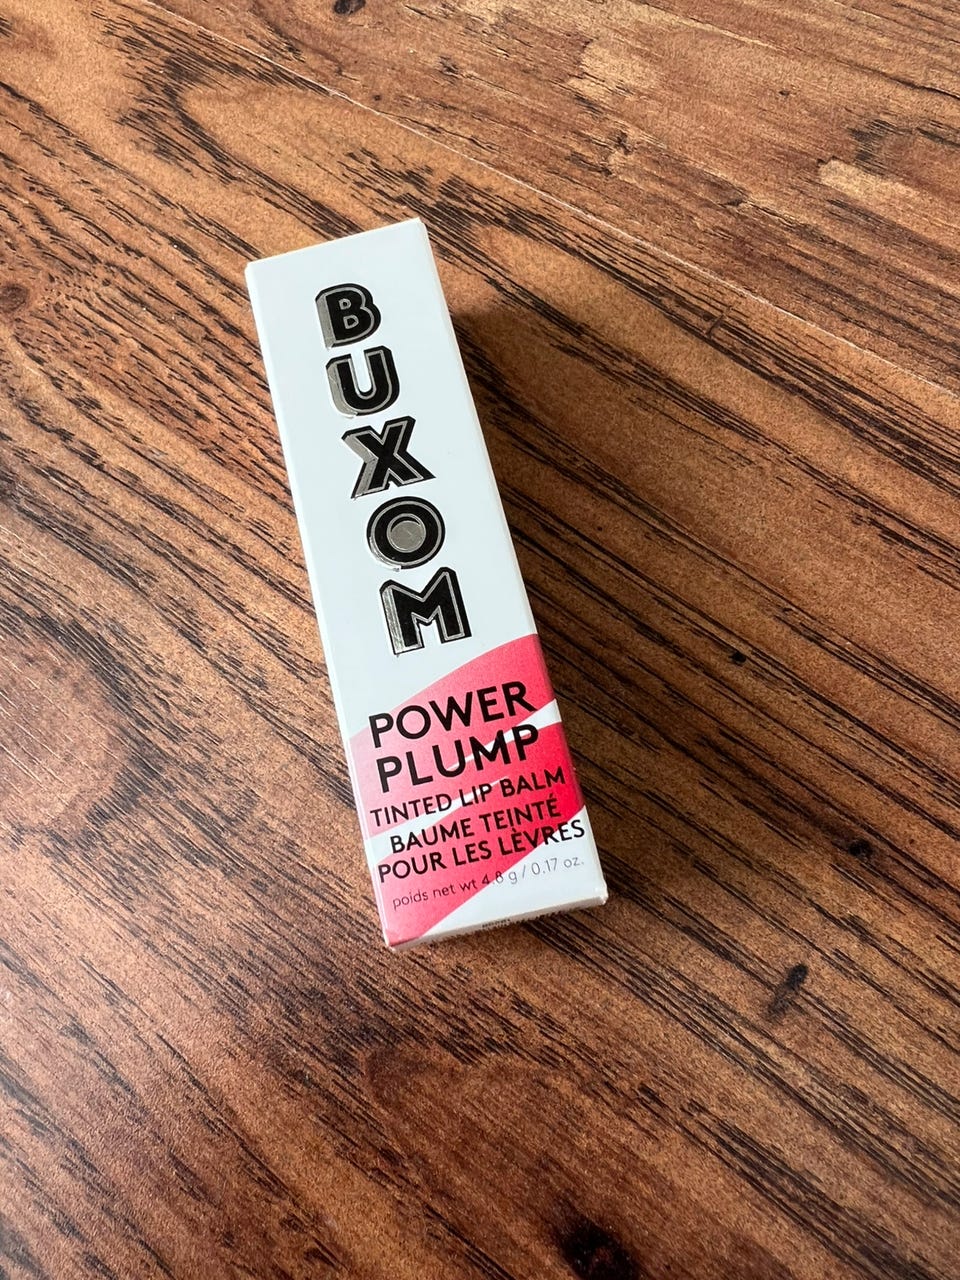 BUXOM
POWER
PLUMP
TINTED LIP BALM
BAUME TEINTÉ
POUR LES LÈVRES
poids net wt 4.8 g / 0.17 oz.